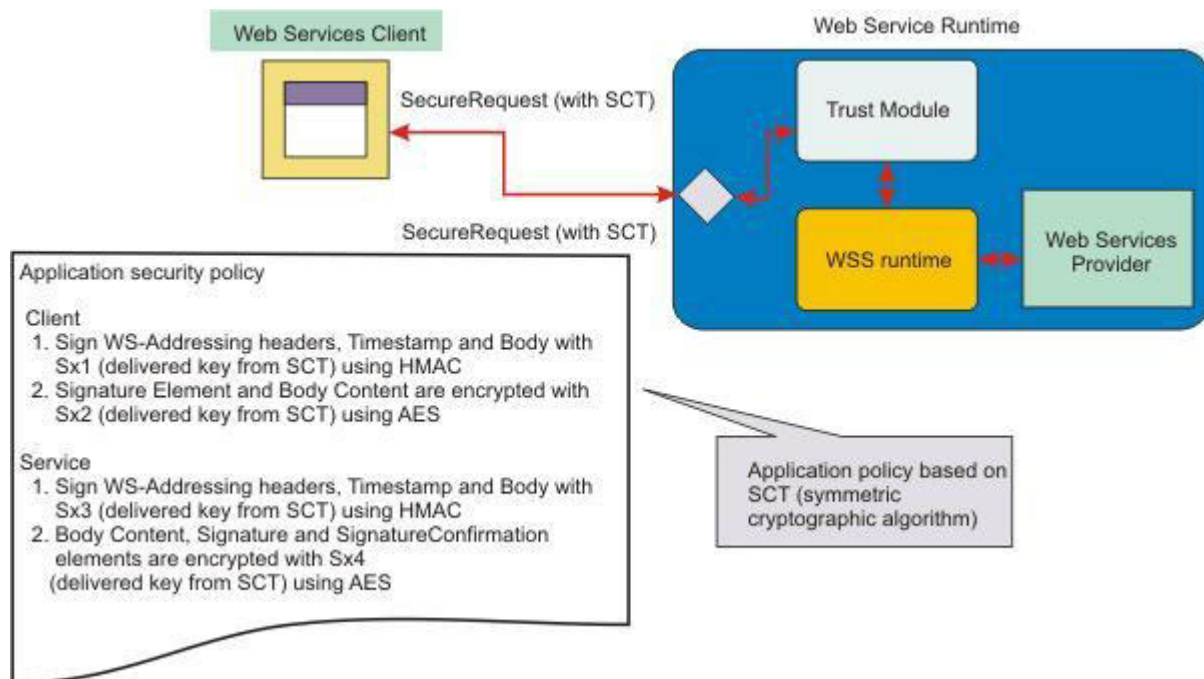 Web Services Client
Web Service Runtime
SecureRequest (with SCT)
Trust Module
SecureRequest (with SCT)
WSS runtime
Web Services
Provider
Application security policy
Client
1. Sign WS-Addressing headers, Timestamp and Body with
Sx1 (delivered key from SCT) using HMAC
2. Signature Element and Body Content are encrypted with
Sx2 (delivered key from SCT) using AES
Service
1. Sign WS-Addressing headers, Timestamp and Body with
Sx3 (delivered key from SCT) using HMAC
2. Body Content, Signature and SignatureConfirmation
elements are encrypted with Sx4
(delivered key from SCT) using AES
Application policy based on
SCT (symmetric
cryptographic algorithm)